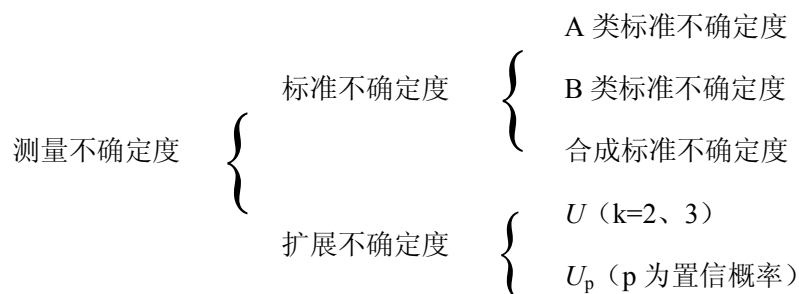 A 类标准不确定度
标准不确定度
B 类标准不确定度
测量不确定度
合成标准不确定度
U（k=2、3）
扩展不确定度
Uₚ（p 为置信概率）